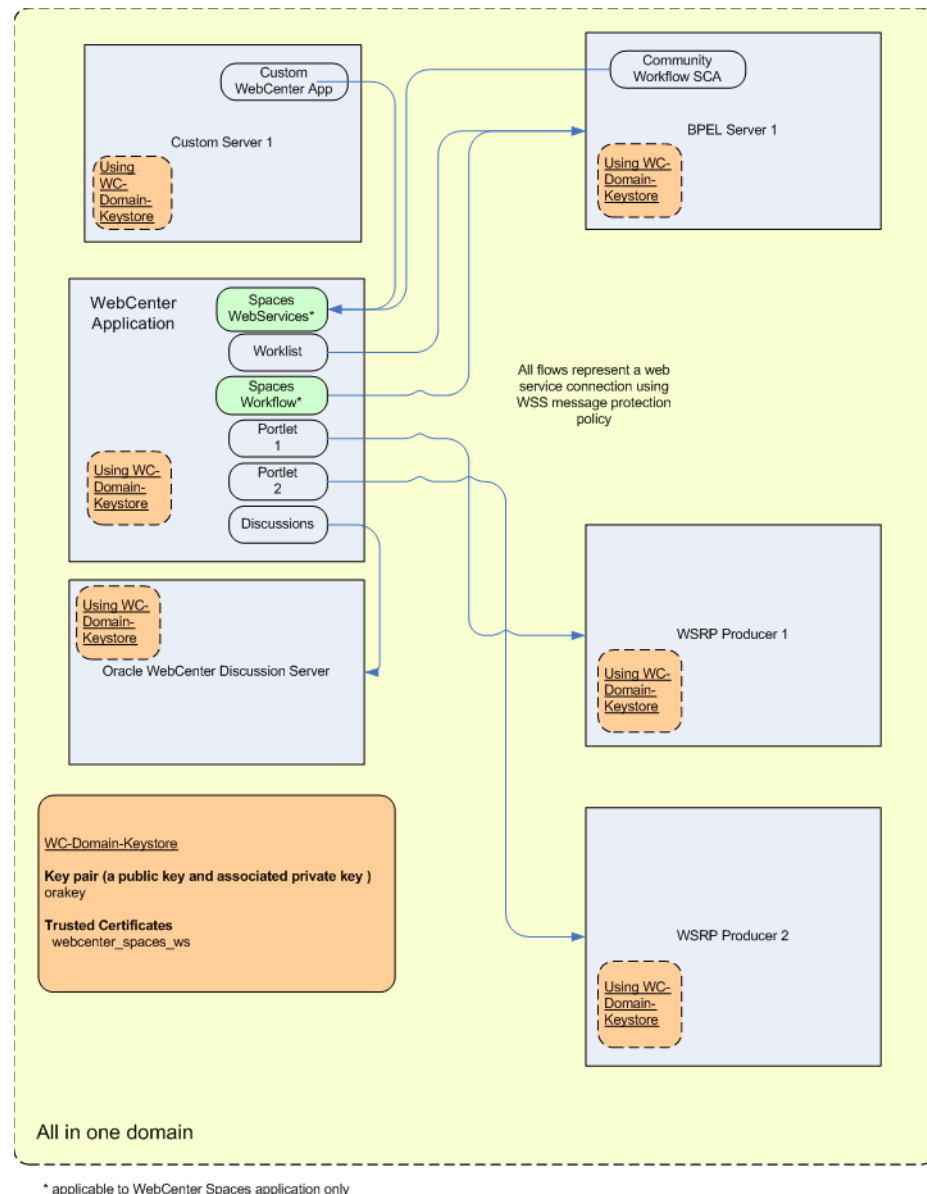 Custom
WebCenter App
Custom Server 1
Using
WC-
Domain-
Keystore
Community
Workflow SCA
BPEL Server 1
Using WC-
Domain-
Keystore
WebCenter
Application
Spaces
WebServices*
Worklist
Spaces
Workflow*
Portlet
1
Portlet
2
Discussions
Using WC-
Domain-
Keystore
All flows represent a web
service connection using
WSS message protection
policy
Using WC-
Domain-
Keystore
Oracle WebCenter Discussion Server
WSRP Producer 1
Using WC-
Domain-
Keystore
WC-Domain-Keystore
Key pair (a public key and associated private key )
orakey
Trusted Certificates
webcenter_spaces_ws
WSRP Producer 2
Using WC-
Domain-
Keystore
All in one domain
* applicable to WebCenter Spaces application only